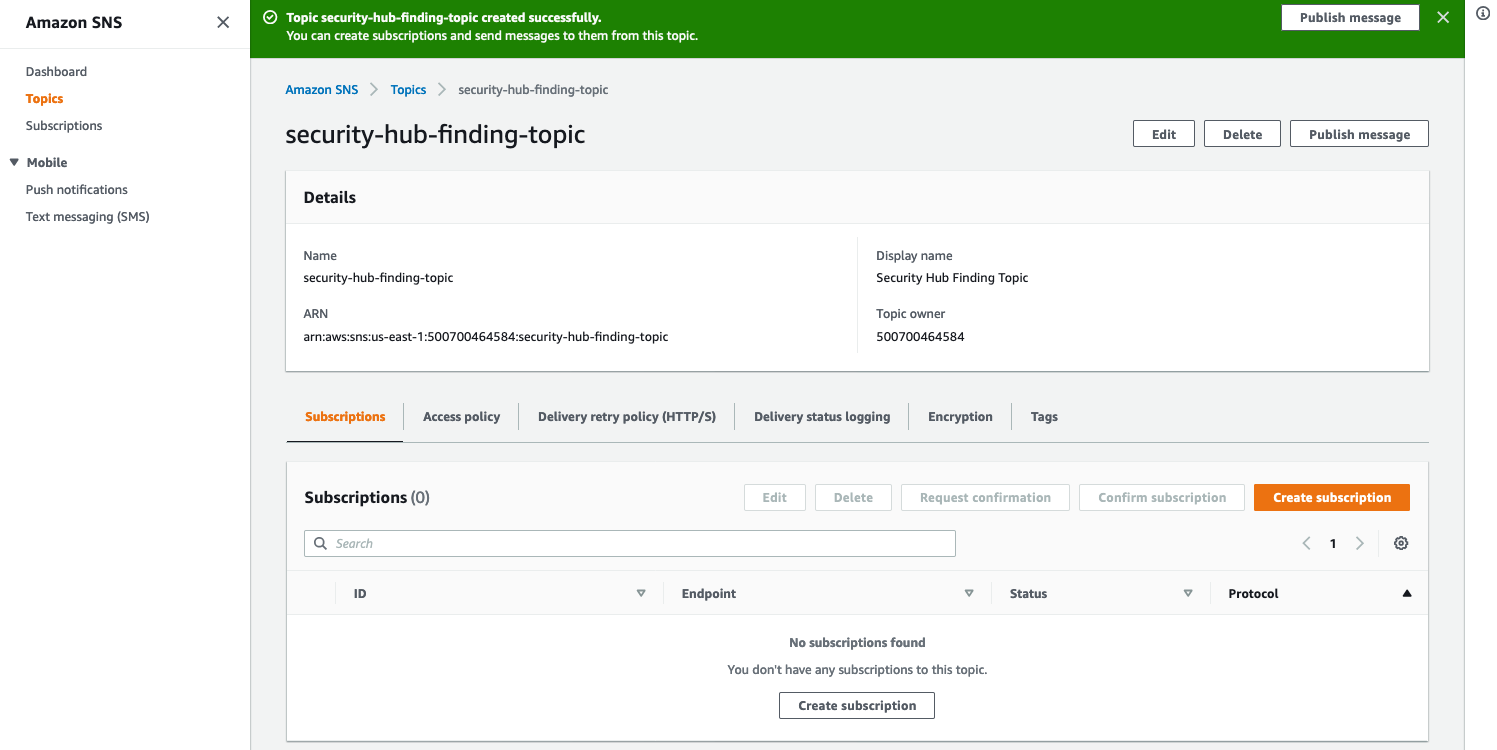 Amazon SNS
Dashboard
Topics
Subscriptions
Mobile
Push notifications
Text messaging (SMS)
Topic security-hub-finding-topic created successfully.
You can create subscriptions and send messages to them from this topic.
Publish message
Amazon SNS
Topics
security-hub-finding-topic
security-hub-finding-topic
Edit
Delete
Publish message
Details
Name
security-hub-finding-topic
Display name
Security Hub Finding Topic
ARN
arn:aws:sns:us-east-1:500700464584:security-hub-finding-topic
Topic owner
500700464584
Subscriptions
Access policy
Delivery retry policy (HTTP/S)
Delivery status logging
Encryption
Tags
Subscriptions (0)
Edit
Delete
Request confirmation
Confirm subscription
Create subscription
Search
1
ID
Endpoint
Status
Protocol
No subscriptions found
You don't have any subscriptions to this topic.
Create subscription